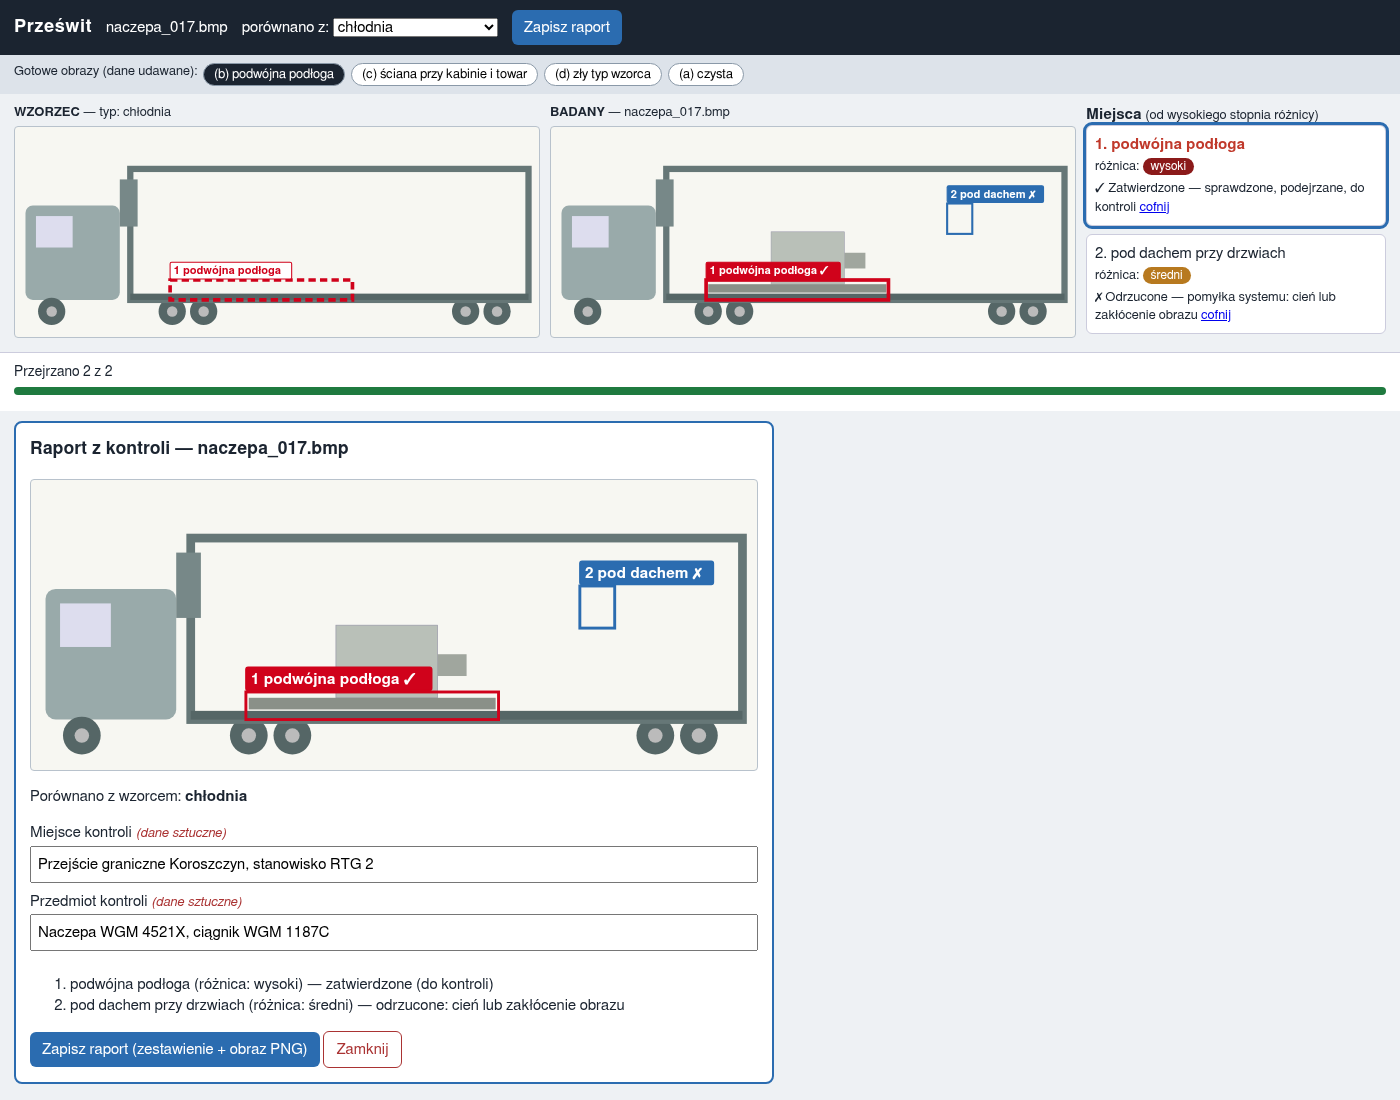 Prześwit naczepa_017.bmp porównano z: chłodnia Zapisz raport
Gotowe obrazy (dane udawane): (b) podwójna podłoga (c) ściana przy kabinie i towar (d) zły typ wzorca (a) czysta
WZORZEC — typ: chłodnia
1 podwójna podłoga
BADANY — naczepa_017.bmp
2 pod dachem ✗
1 podwójna podłoga ✓
Miejsca (od wysokiego stopnia różnicy)
1. podwójna podłoga
różnica: wysoki
✓ Zatwierdzone — sprawdzone, podejrzane, do
kontroli cofnij
2. pod dachem przy drzwiach
różnica: średni
✗ Odrzucone — pomyłka systemu: cień lub
zakłócenie obrazu cofnij
Przejrzano 2 z 2
Raport z kontroli — naczepa_017.bmp
2 pod dachem ✗
1 podwójna podłoga ✓
Porównano z wzorcem: chłodnia
Miejsce kontroli (dane sztuczne)
Przejście graniczne Koroszczyn, stanowisko RTG 2
Przedmiot kontroli (dane sztuczne)
Naczepa WGM 4521X, ciągnik WGM 1187C
1. podwójna podłoga (różnica: wysoki) — zatwierdzone (do kontroli)
2. pod dachem przy drzwiach (różnica: średni) — odrzucone: cień lub zakłócenie obrazu
Zapisz raport (zestawienie + obraz PNG) Zamknij